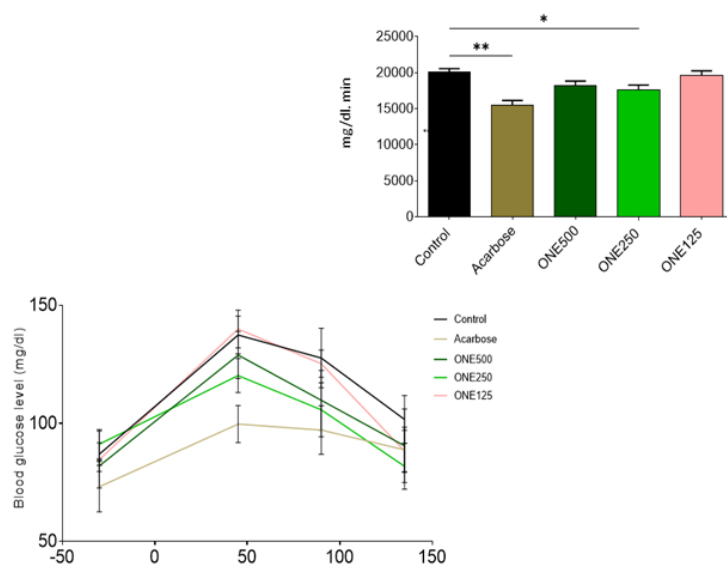 *
**
mg/dl. min
25000
20000
15000
10000
5000
0
Control
Acarbose
ONE500
ONE250
ONE125
Blood glucose level (mg/dl)
150
100
50
-50
0
50
100
150
Control
Acarbose
ONE500
ONE250
ONE125